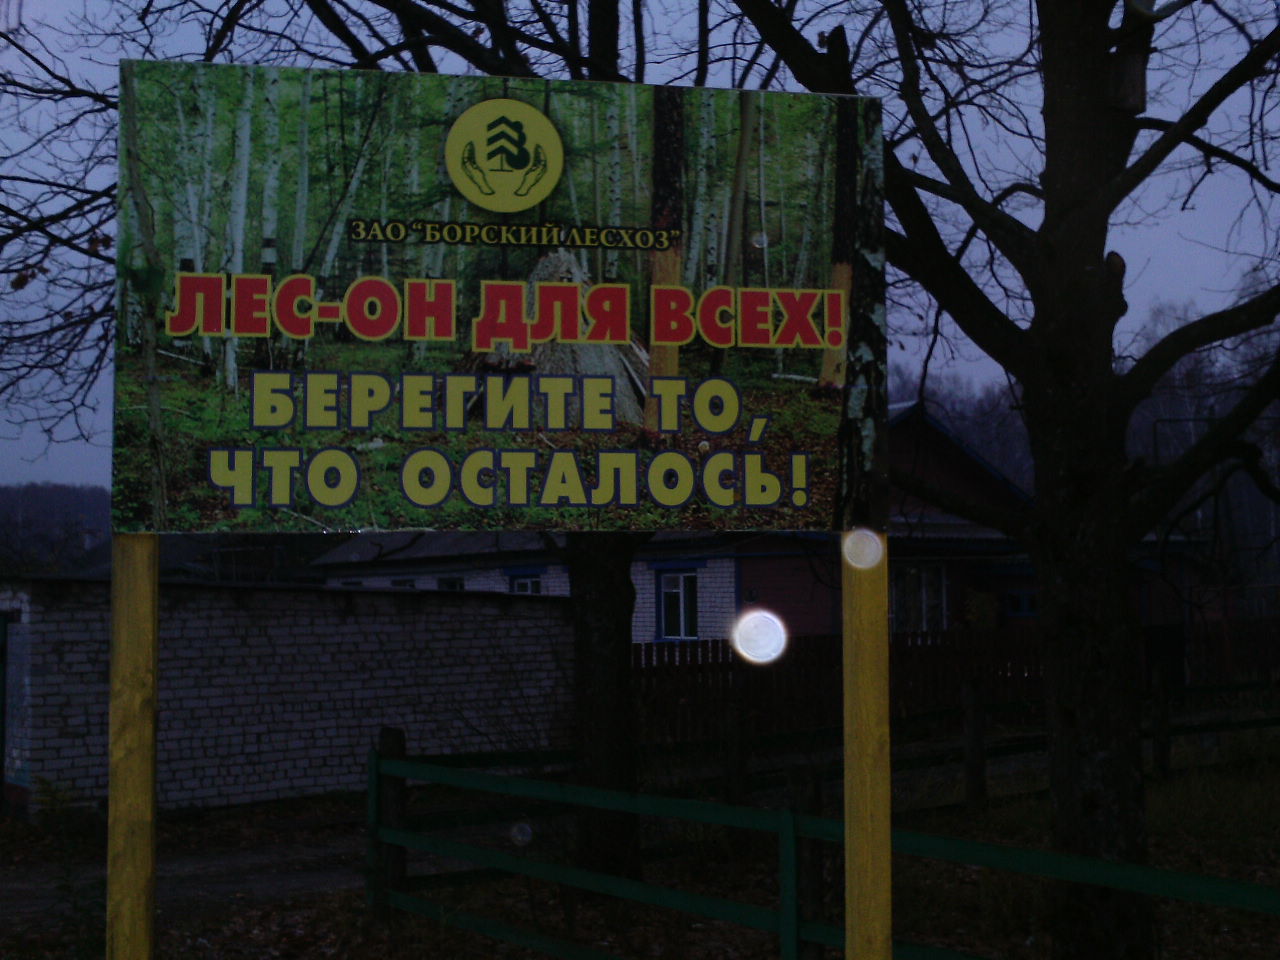 ЗАО "БОРСКИЙ ЛЕСХОЗ"
ЛЕС-ОН ДЛЯ ВСЕХ!
БЕРЕГИТЕ ТО,
ЧТО ОСТАЛОСЬ!